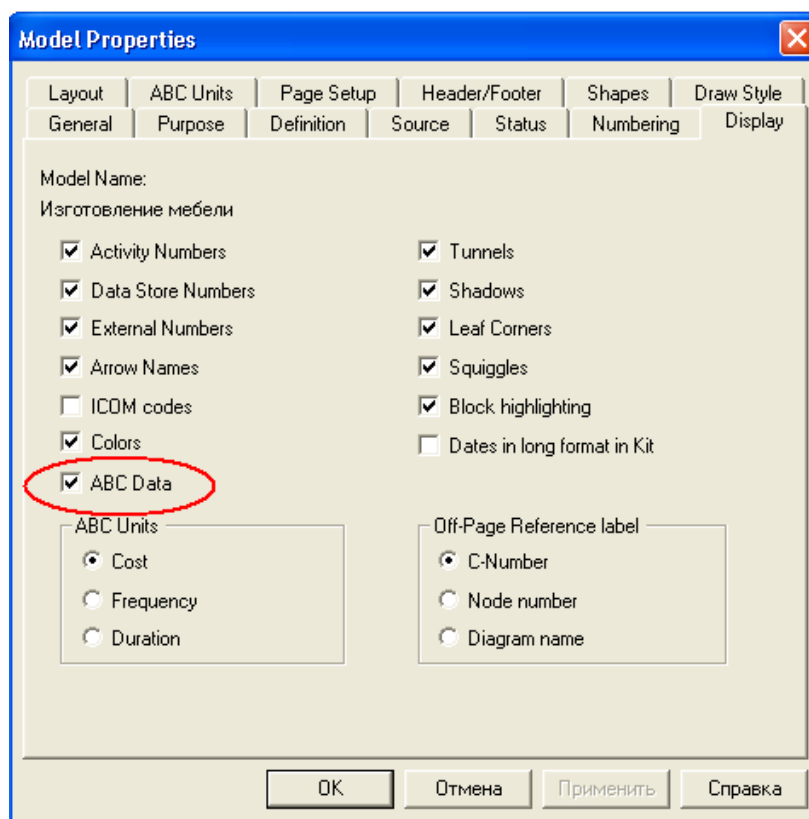 Model Properties
Layout ABC Units Page Setup Header/Footer Shapes Draw Style
General Purpose Definition Source Status Numbering Display
Model Name:
Изготовление мебели
Activity Numbers Tunnels
Data Store Numbers Shadows
External Numbers Leaf Corners
Arrow Names Squiggles
ICOM codes Block highlighting
Colors Dates in long format in Kit
ABC Data
ABC Units Off-Page Reference label
Cost C-Number
Frequency Node number
Duration Diagram name
OK Отмена Применить Справка